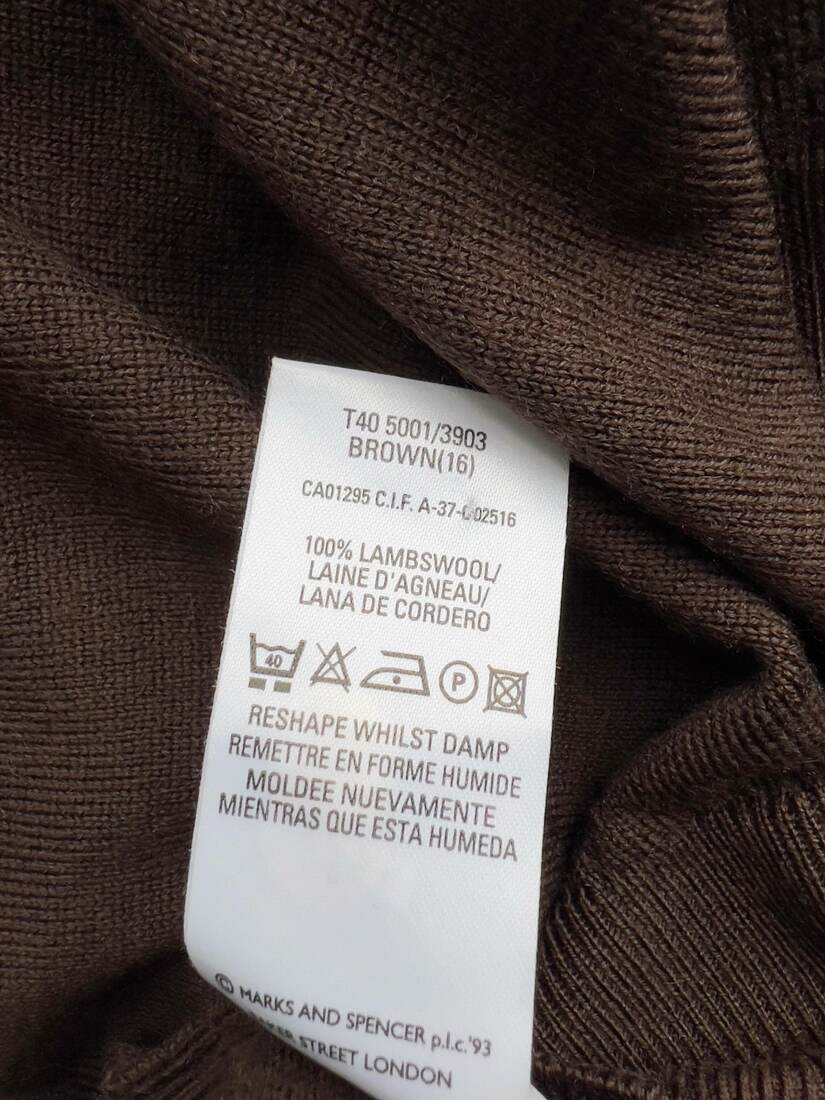 T40 5001/3903
BROWN(16)
CA01295 C.I.F. A-37-002516
100% LAMBSWOOL/
LAINE D'AGNEAU/
LANA DE CORDERO
40
P
RESHAPE WHILST DAMP
REMETTRE EN FORME HUMIDE
MOLDEE NUEVAMENTE
MIENTRAS QUE ESTA HUMEDA
© MARKS AND SPENCER p.l.c.'93
STREET LONDON